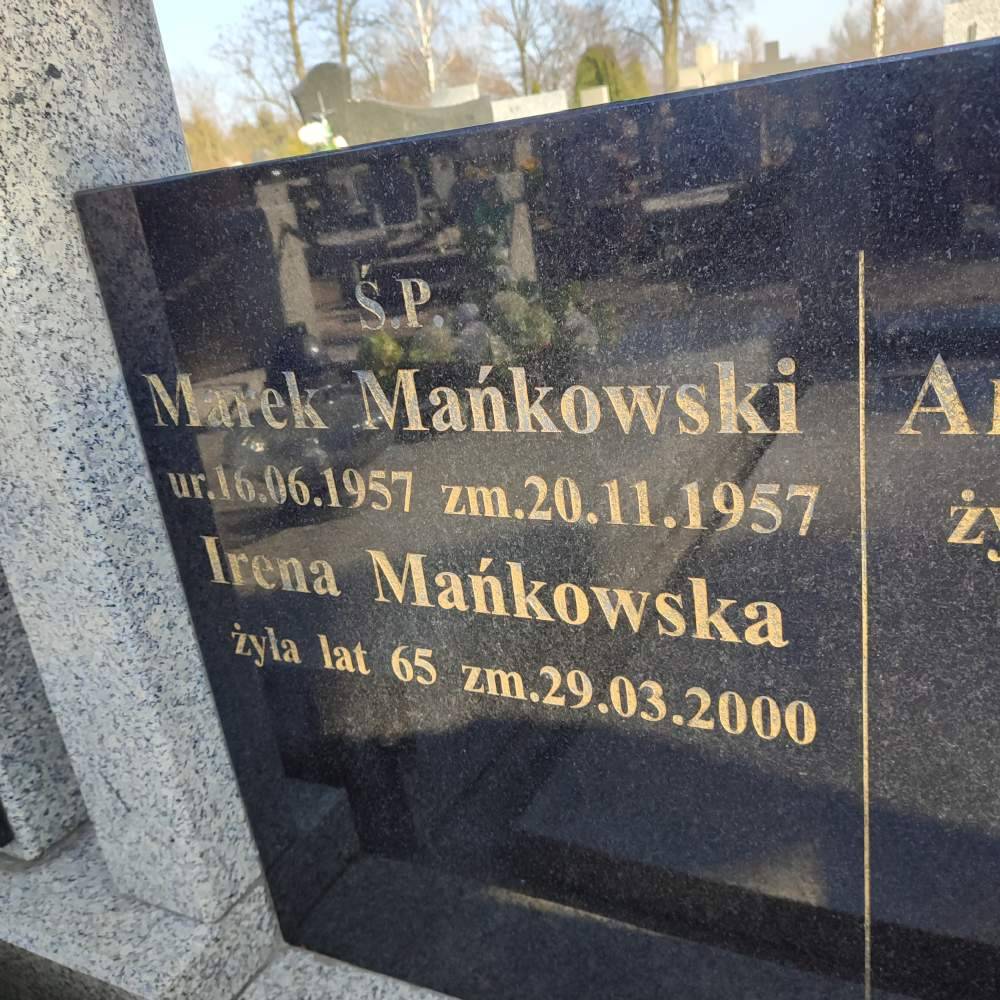 Ś.P.
Marek Mańkowski
ur.16.06.1957 zm.20.11.1957
Irena Mańkowska
żyła lat 65 zm.29.03.2000